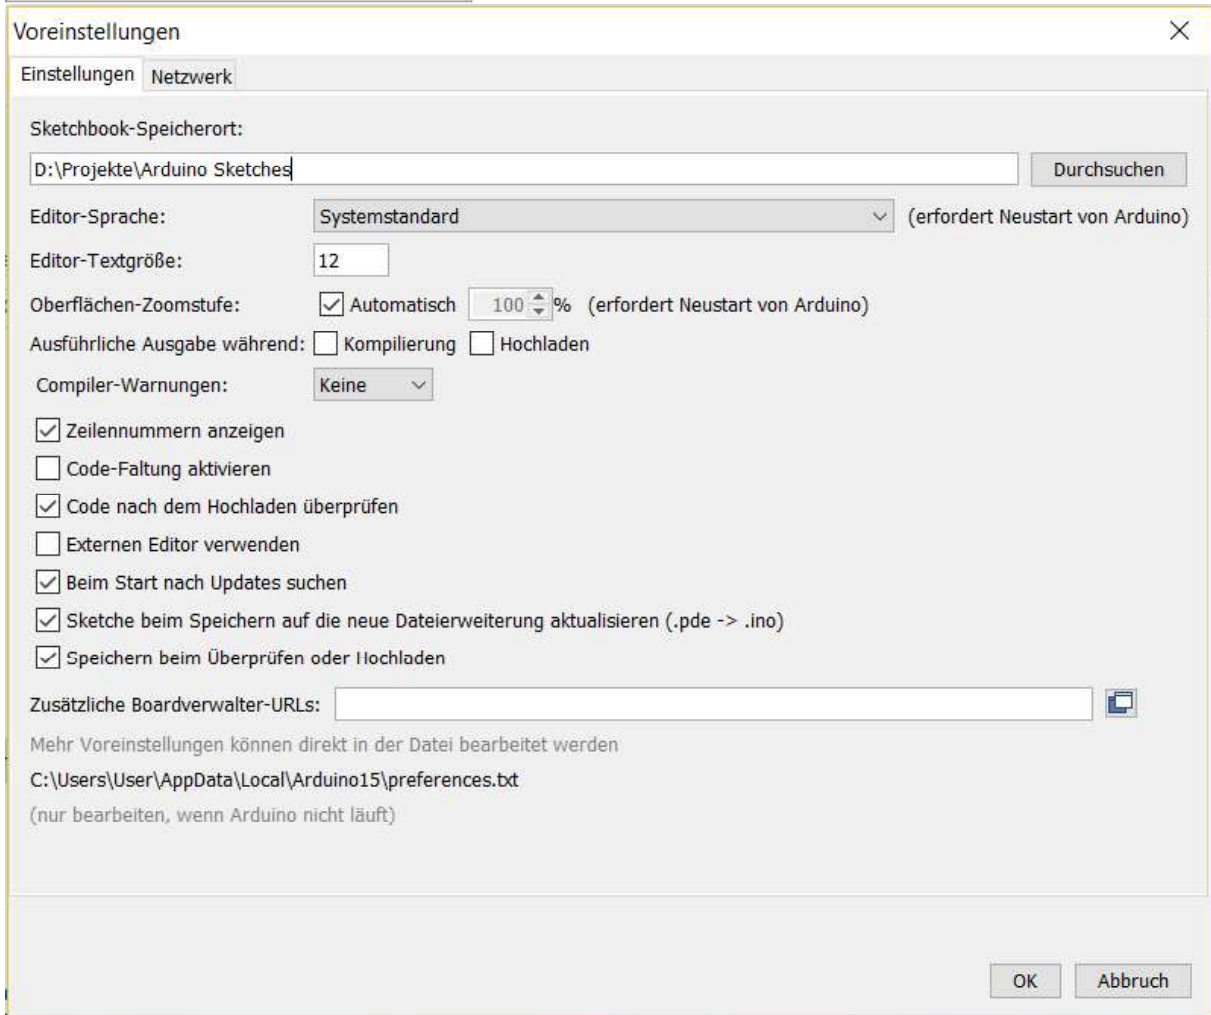 Voreinstellungen
Einstellungen Netzwerk
Sketchbook-Speicherort:
D:\Projekte\Arduino Sketches Durchsuchen
Editor-Sprache: Systemstandard (erfordert Neustart von Arduino)
Editor-Textgröße: 12
Oberflächen-Zoomstufe: Automatisch 100 % (erfordert Neustart von Arduino)
Ausführliche Ausgabe während: Kompilierung Hochladen
Compiler-Warnungen: Keine
Zeilennummern anzeigen
Code-Faltung aktivieren
Code nach dem Hochladen überprüfen
Externen Editor verwenden
Beim Start nach Updates suchen
Sketche beim Speichern auf die neue Dateierweiterung aktualisieren (.pde -> .ino)
Speichern beim Überprüfen oder Hochladen
Zusätzliche Boardverwalter-URLs:
Mehr Voreinstellungen können direkt in der Datei bearbeitet werden
C:\Users\User\AppData\Local\Arduino15\preferences.txt
(nur bearbeiten, wenn Arduino nicht läuft)
OK Abbruch